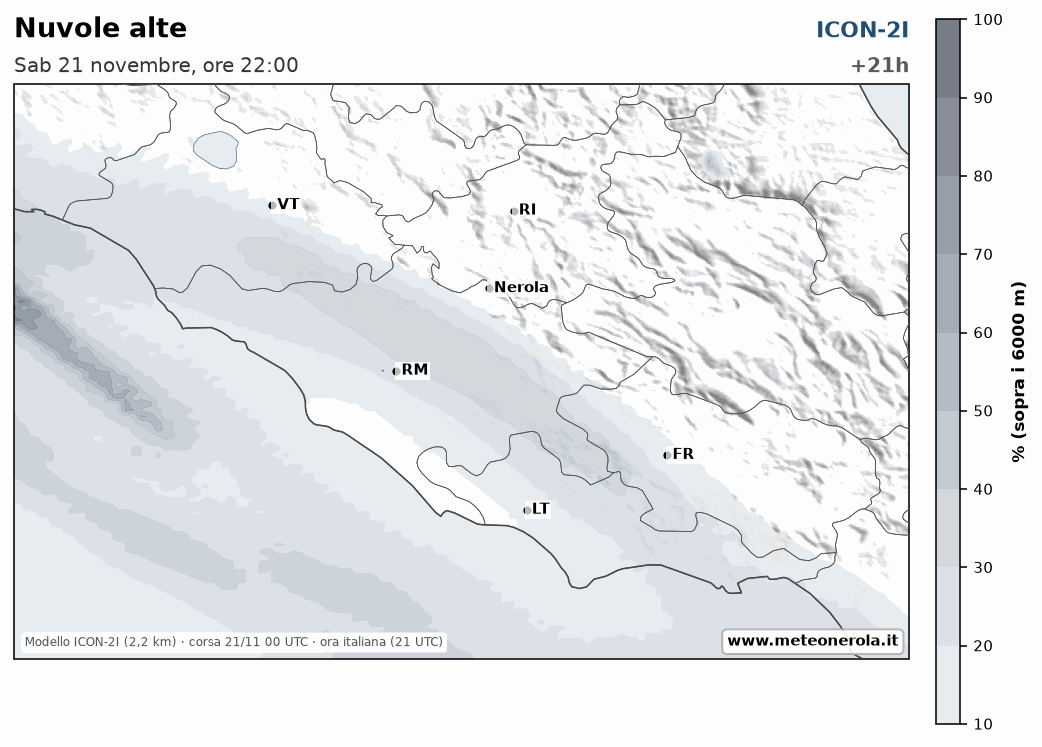 Nuvole alte
ICON-2I
Sab 21 novembre, ore 22:00
+21h
VT
RI
Nerola
RM
FR
LT
Modello ICON-2I (2,2 km) · corsa 21/11 00 UTC · ora italiana (21 UTC)
www.meteonerola.it
100
90
80
70
60
50
40
30
20
10
% (sopra i 6000 m)